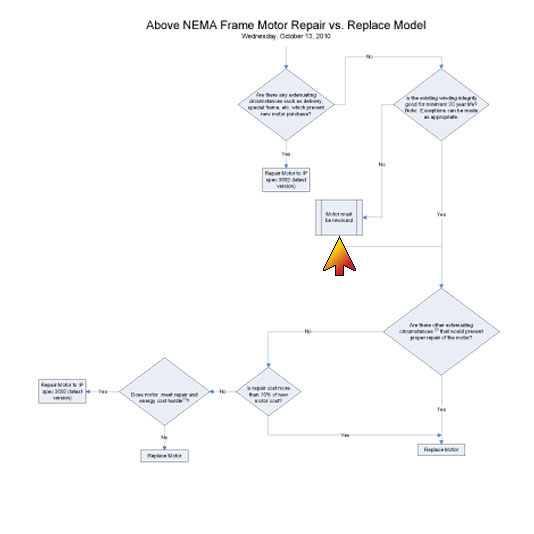 Above NEMA Frame Motor Repair vs. Replace Model
Wednesday, October 13, 2010
No
Are there any extenuating
circumstances such as delivery,
special frame, etc. which prevent
new motor purchase?
Is the existing winding integrity
good for minimum 20 year life?
Note: Exceptions can be made
as appropriate.
Yes
No
Repair Motor to IP
spec 3692 (latest
version)
Motor must
be rewound
Yes
Are there other extenuating
circumstances that would prevent
proper repair of the motor?
No
Repair Motor to IP
spec 3692 (latest
version)
Yes
Does motor meet repair and
energy cost hurdle ?
No
Is repair cost more
than 70% of new
motor cost?
Yes
No
Yes
Replace Motor
Replace Motor